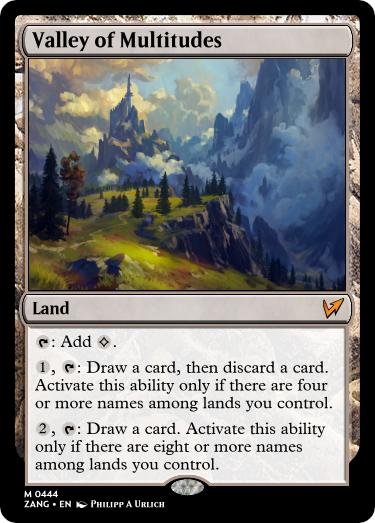 Valley of Multitudes
Land
: Add .
1, : Draw a card, then discard a card.
Activate this ability only if there are four
or more names among lands you control.
2, : Draw a card. Activate this ability
only if there are eight or more names
among lands you control.
M 0444
ZANG • EN Philipp A Urlich